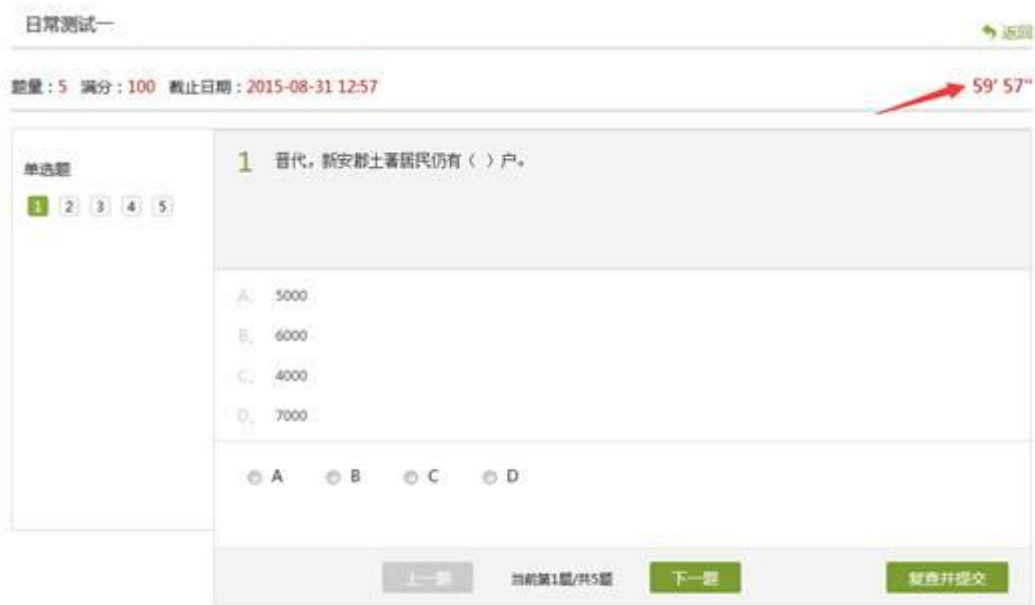 日常测试一
返回
题量：5 满分：100 截止日期：2015-08-31 12:57
59' 57"
单选题
1 2 3 4 5
1 晋代，新安郡土著居民仍有（ ）户。
A、 5000
B、 6000
C、 4000
D、 7000
A B C D
上一题 当前第1题/共5题 下一题 复查并提交